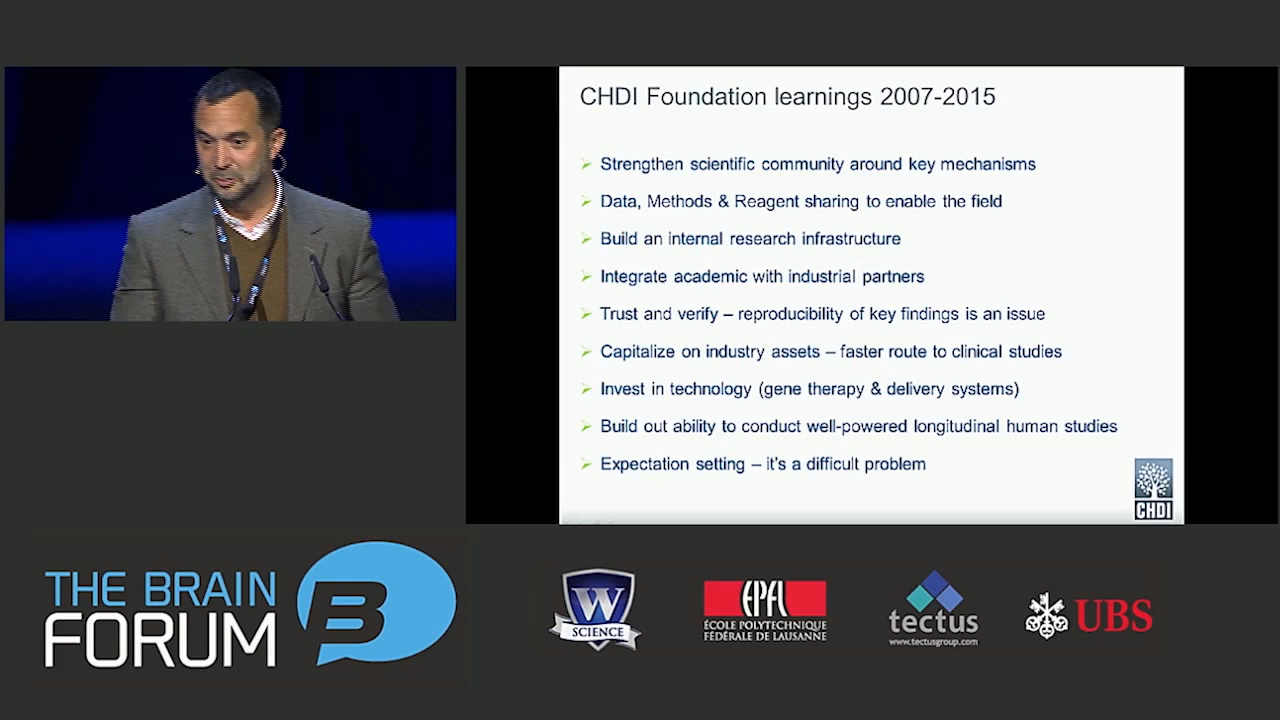 CHDI Foundation learnings 2007-2015
Strengthen scientific community around key mechanisms
Data, Methods & Reagent sharing to enable the field
Build an internal research infrastructure
Integrate academic with industrial partners
Trust and verify – reproducibility of key findings is an issue
Capitalize on industry assets – faster route to clinical studies
Invest in technology (gene therapy & delivery systems)
Build out ability to conduct well-powered longitudinal human studies
Expectation setting – it's a difficult problem
CHDI
THE BRAIN
FORUM
B
W
SCIENCE
EPFL
ÉCOLE POLYTECHNIQUE
FÉDÉRALE DE LAUSANNE
tectus
www.tectusgroup.com
UBS